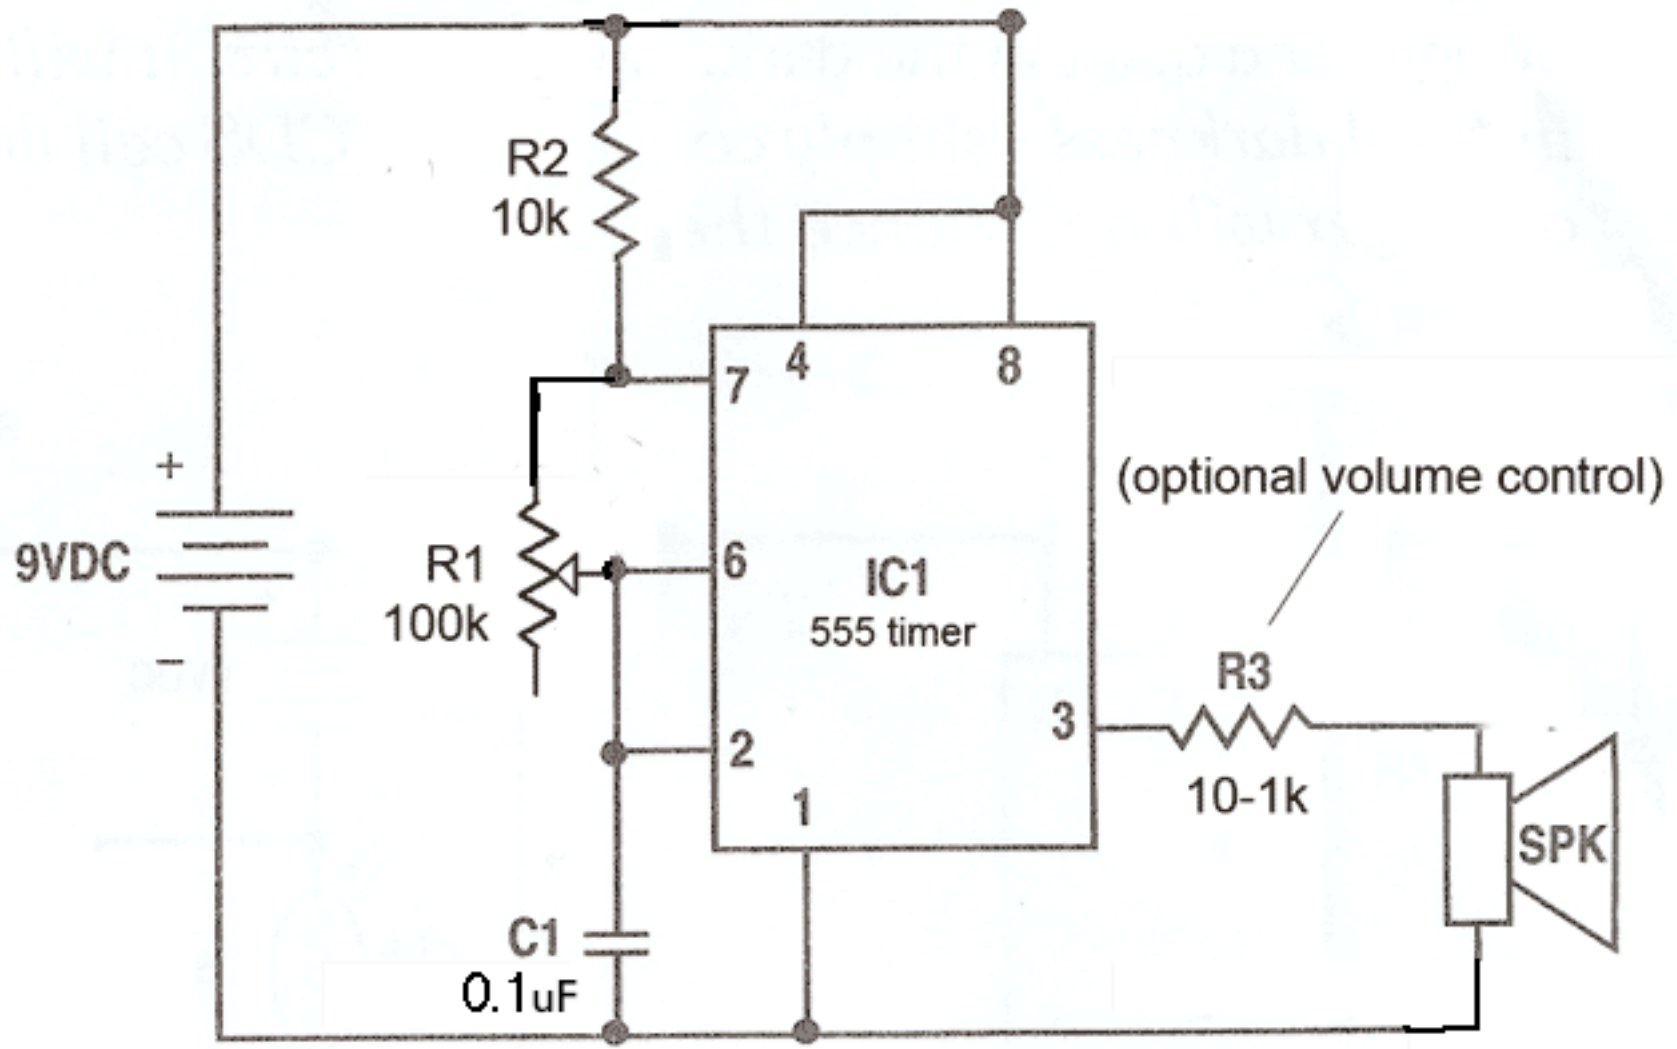 R2
10k
4
8
7
+
(optional volume control)
9VDC
R1
100k
6
IC1
555 timer
−
R3
3
2
10-1k
1
SPK
C1
0.1uF